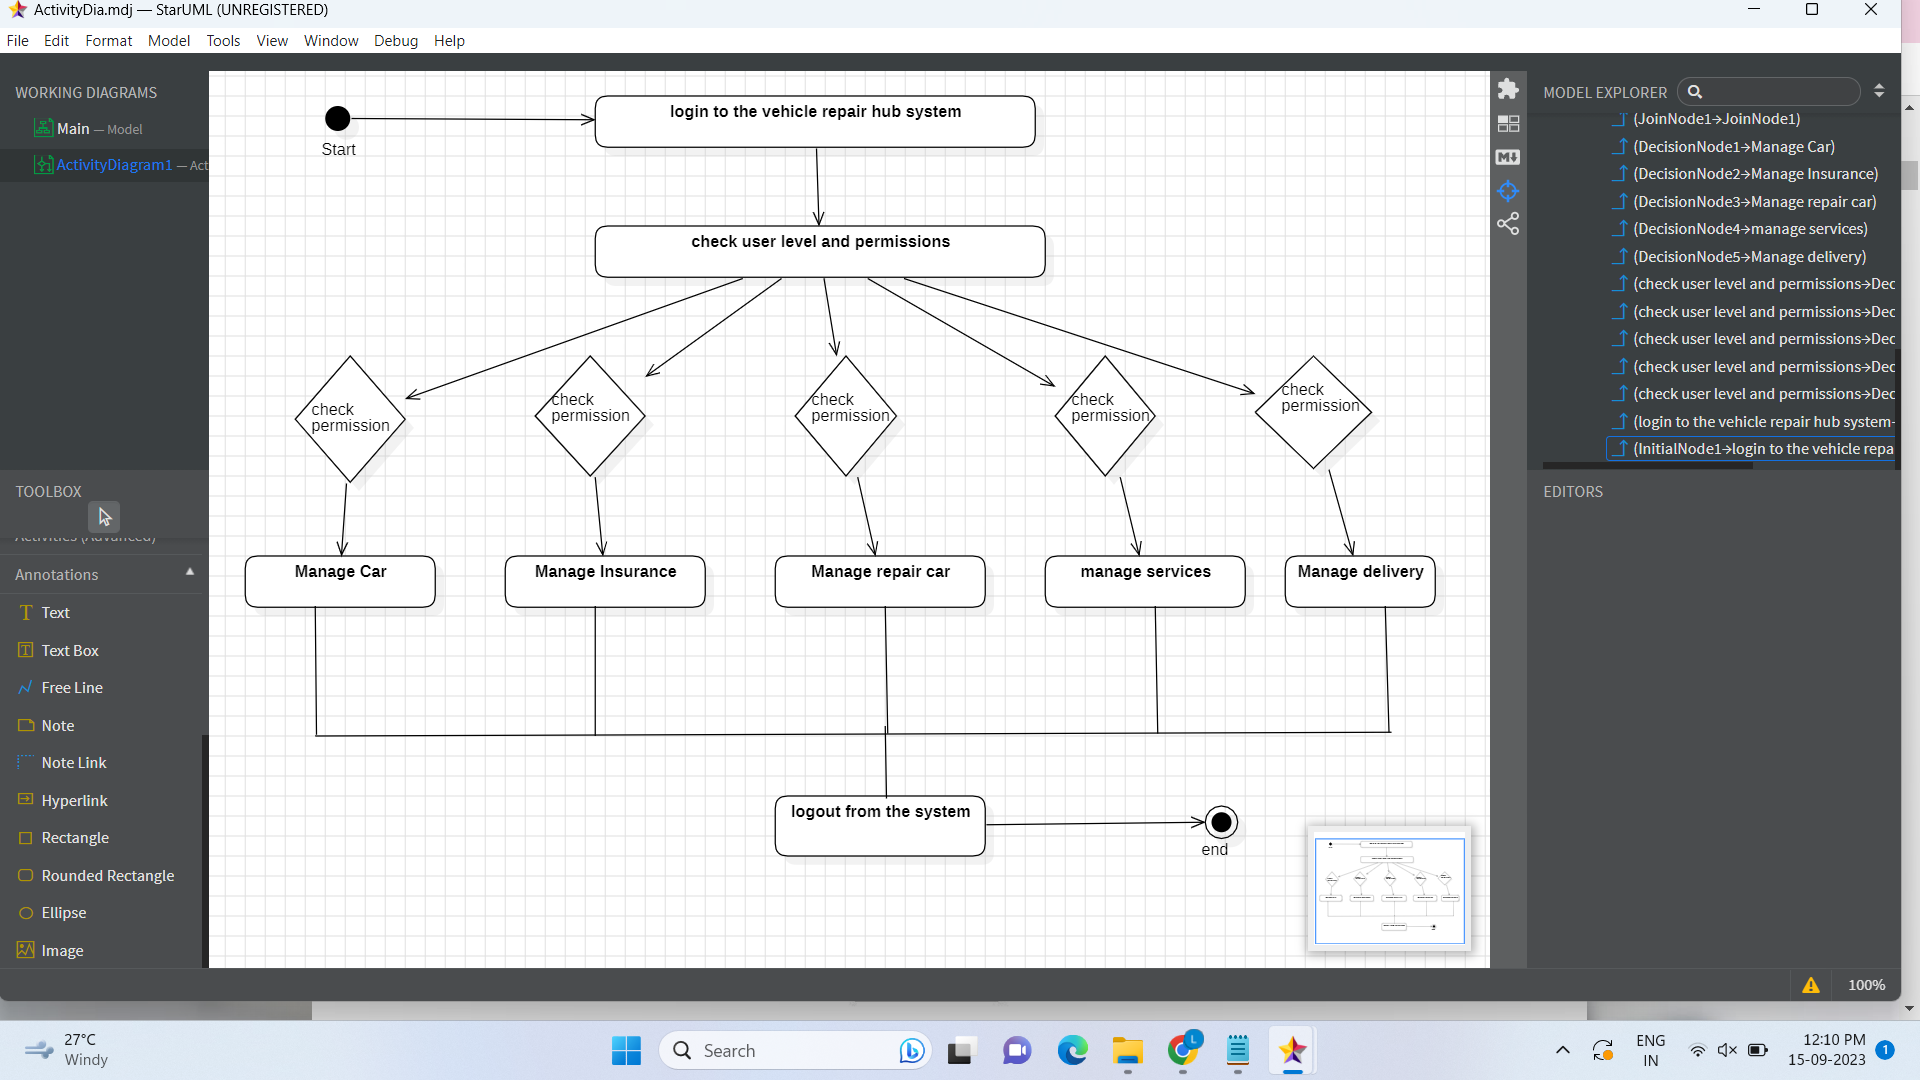 ActivityDia.mdj — StarUML (UNREGISTERED)
File Edit Format Model Tools View Window Debug Help
WORKING DIAGRAMS
Main — Model
ActivityDiagram1 — Act
TOOLBOX
Activities (Advanced)
Annotations
Text
Text Box
Free Line
Note
Note Link
Hyperlink
Rectangle
Rounded Rectangle
Ellipse
Image
Start
login to the vehicle repair hub system
check user level and permissions
check
permission
check
permission
check
permission
check
permission
check
permission
Manage Car
Manage Insurance
Manage repair car
manage services
Manage delivery
logout from the system
end
MODEL EXPLORER
(JoinNode1→JoinNode1)
(DecisionNode1→Manage Car)
(DecisionNode2→Manage Insurance)
(DecisionNode3→Manage repair car)
(DecisionNode4→manage services)
(DecisionNode5→Manage delivery)
(check user level and permissions→Dec
(check user level and permissions→Dec
(check user level and permissions→Dec
(check user level and permissions→Dec
(check user level and permissions→Dec
(login to the vehicle repair hub system-
(InitialNode1→login to the vehicle repa
EDITORS
100%
27°C
Windy
Search
L
ENG
IN
12:10 PM
15-09-2023
1